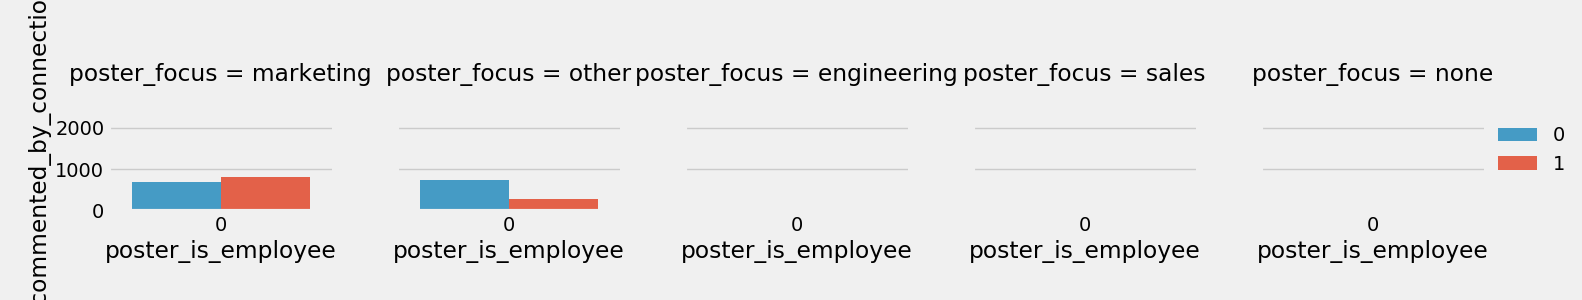 commented_by_connectio
poster_focus = marketing
poster_focus = other
poster_focus = engineering
poster_focus = sales
poster_focus = none
2000
1000
0
0
0
0
0
0
poster_is_employee
poster_is_employee
poster_is_employee
poster_is_employee
poster_is_employee
0
1